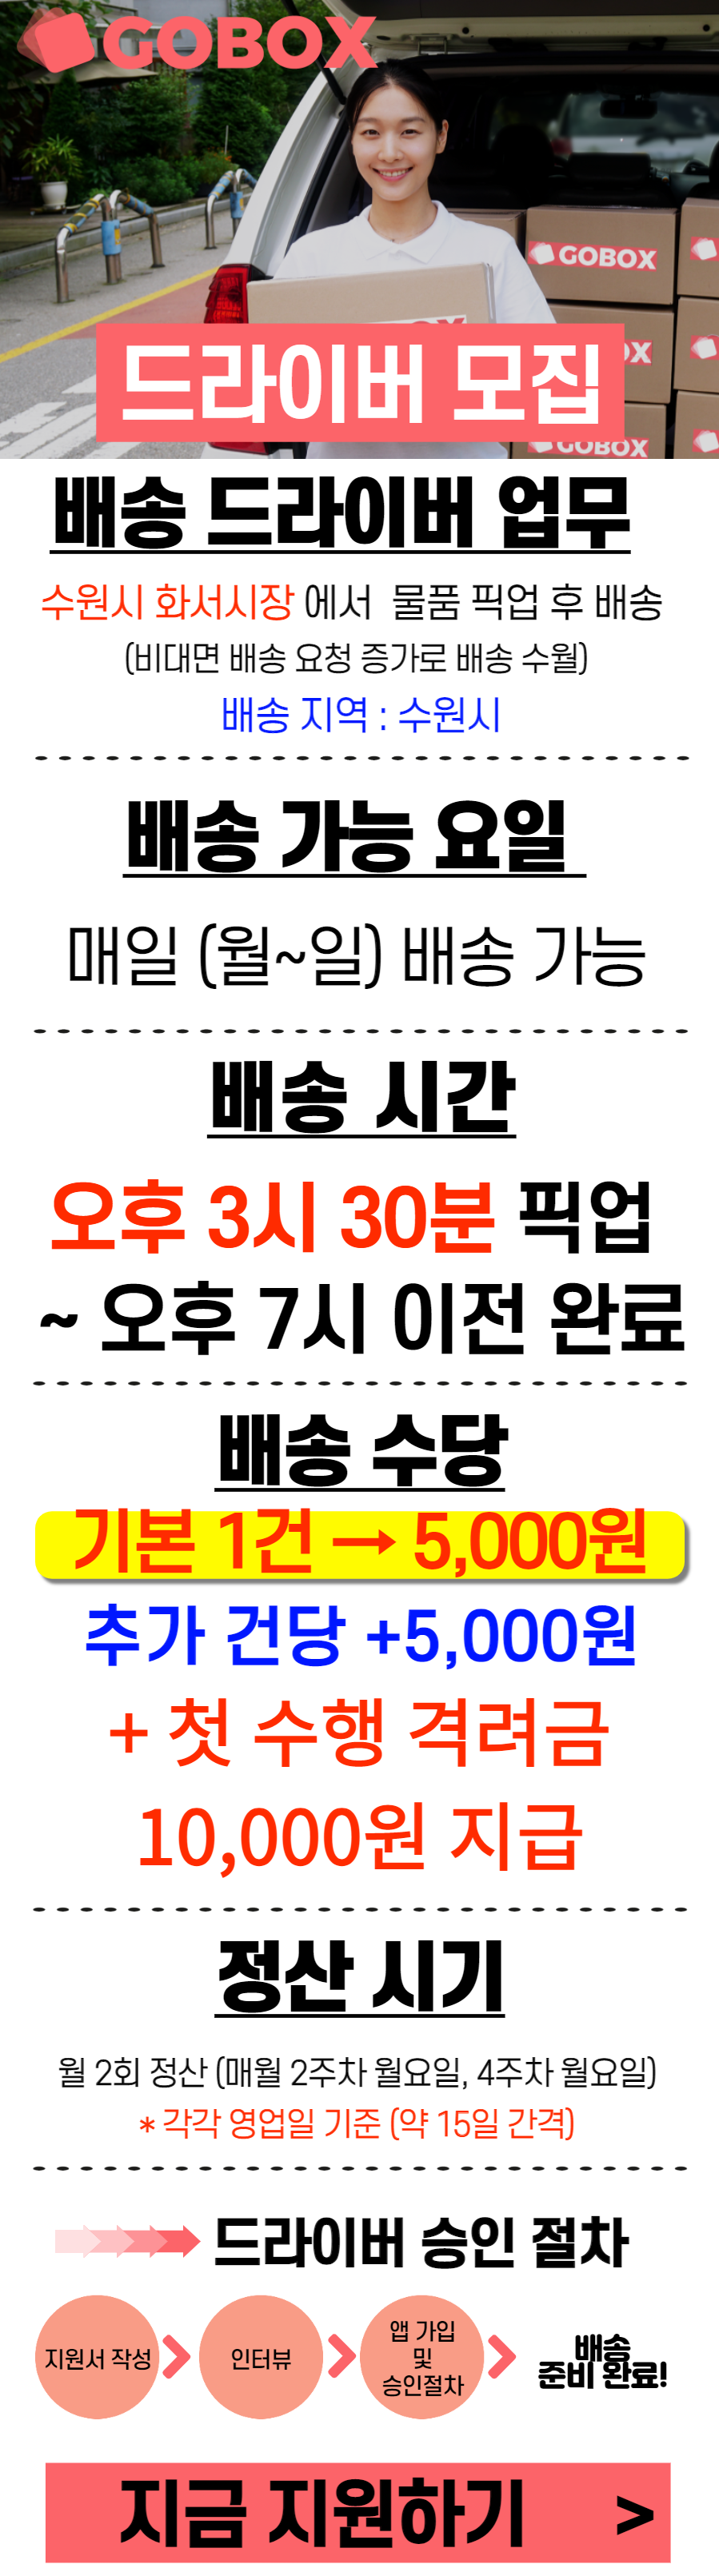 GOBOX
GOBOX
GOBOX
드라이버 모집
배송 드라이버 업무
수원시 화서시장 에서 물품 픽업 후 배송
(비대면 배송 요청 증가로 배송 수월)
배송 지역 : 수원시
배송 가능 요일
매일 (월~일) 배송 가능
배송 시간
오후 3시 30분 픽업
~ 오후 7시 이전 완료
배송 수당
기본 1건 → 5,000원
추가 건당 +5,000원
+ 첫 수행 격려금
10,000원 지급
정산 시기
월 2회 정산 (매월 2주차 월요일, 4주차 월요일)
* 각각 영업일 기준 (약 15일 간격)
드라이버 승인 절차
지원서 작성
인터뷰
앱 가입
및
승인절차
배송
준비 완료!
지금 지원하기 >